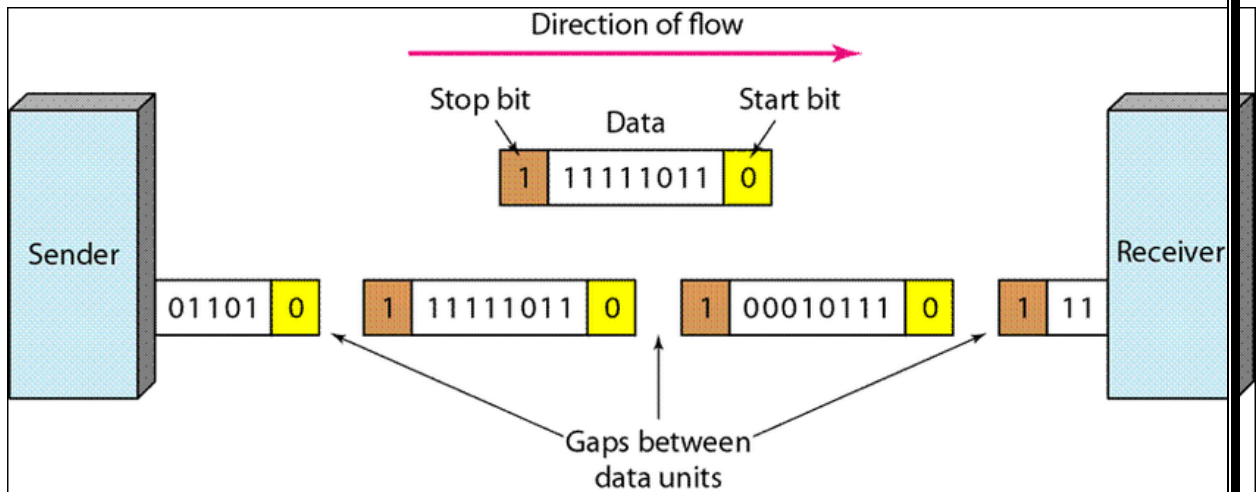 Direction of flow
Stop bit
Start bit
Data
1 11111011 0
Sender
Receiver
01101 0 1 11111011 0 1 00010111 0 1 11
Gaps between
data units